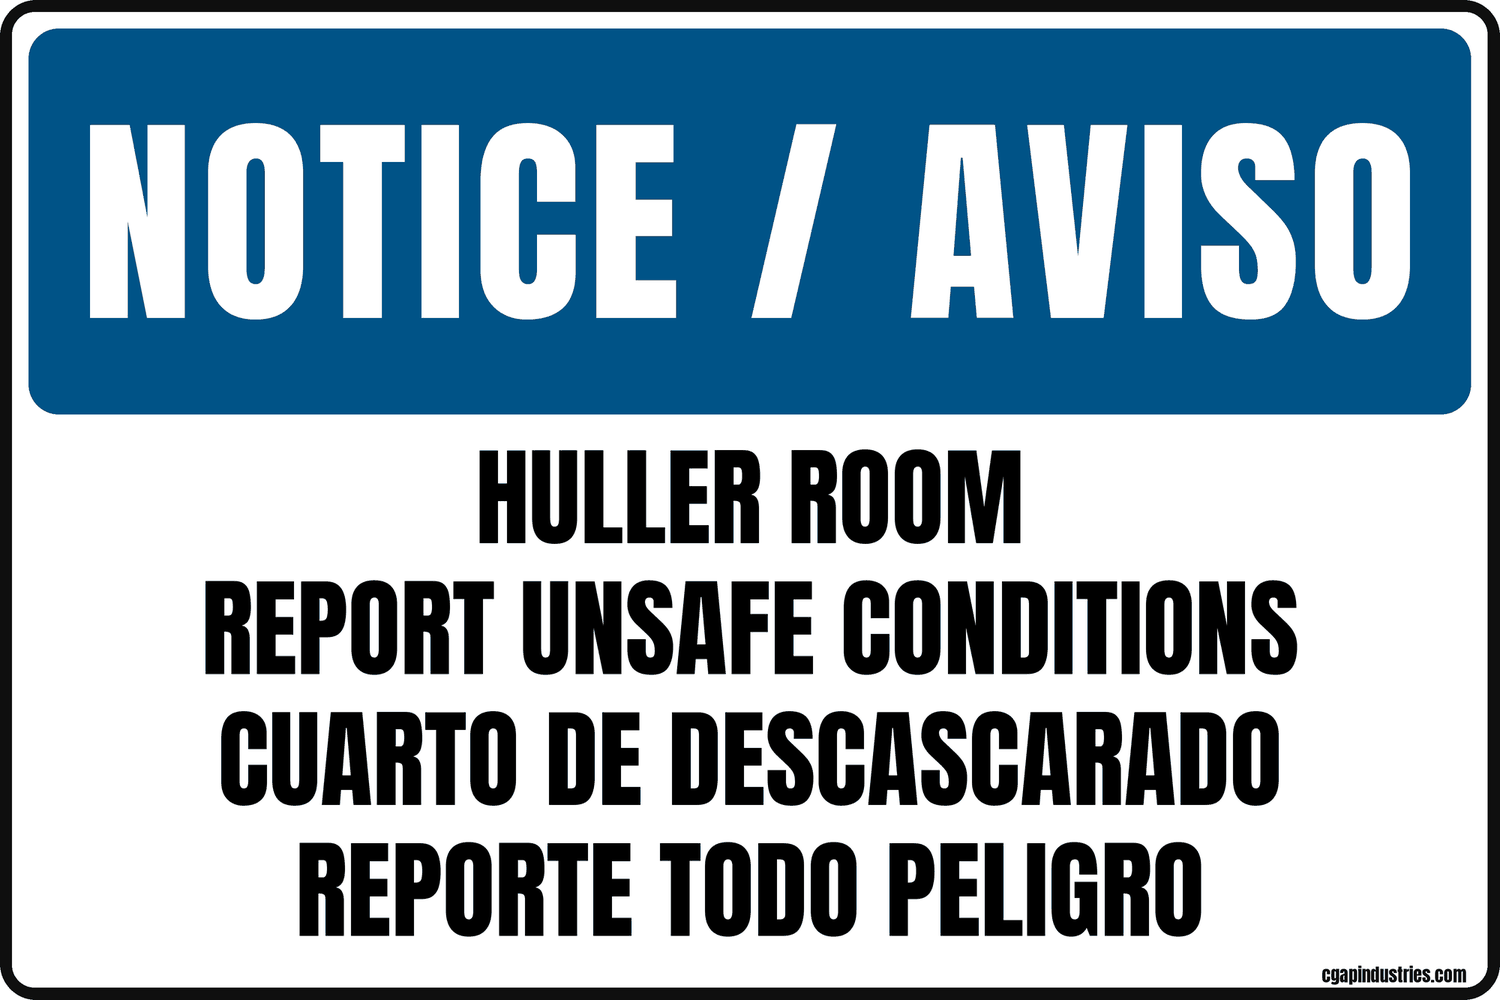 NOTICE / AVISO
HULLER ROOM
REPORT UNSAFE CONDITIONS
CUARTO DE DESCASCARADO
REPORTE TODO PELIGRO
cgapindustries.com